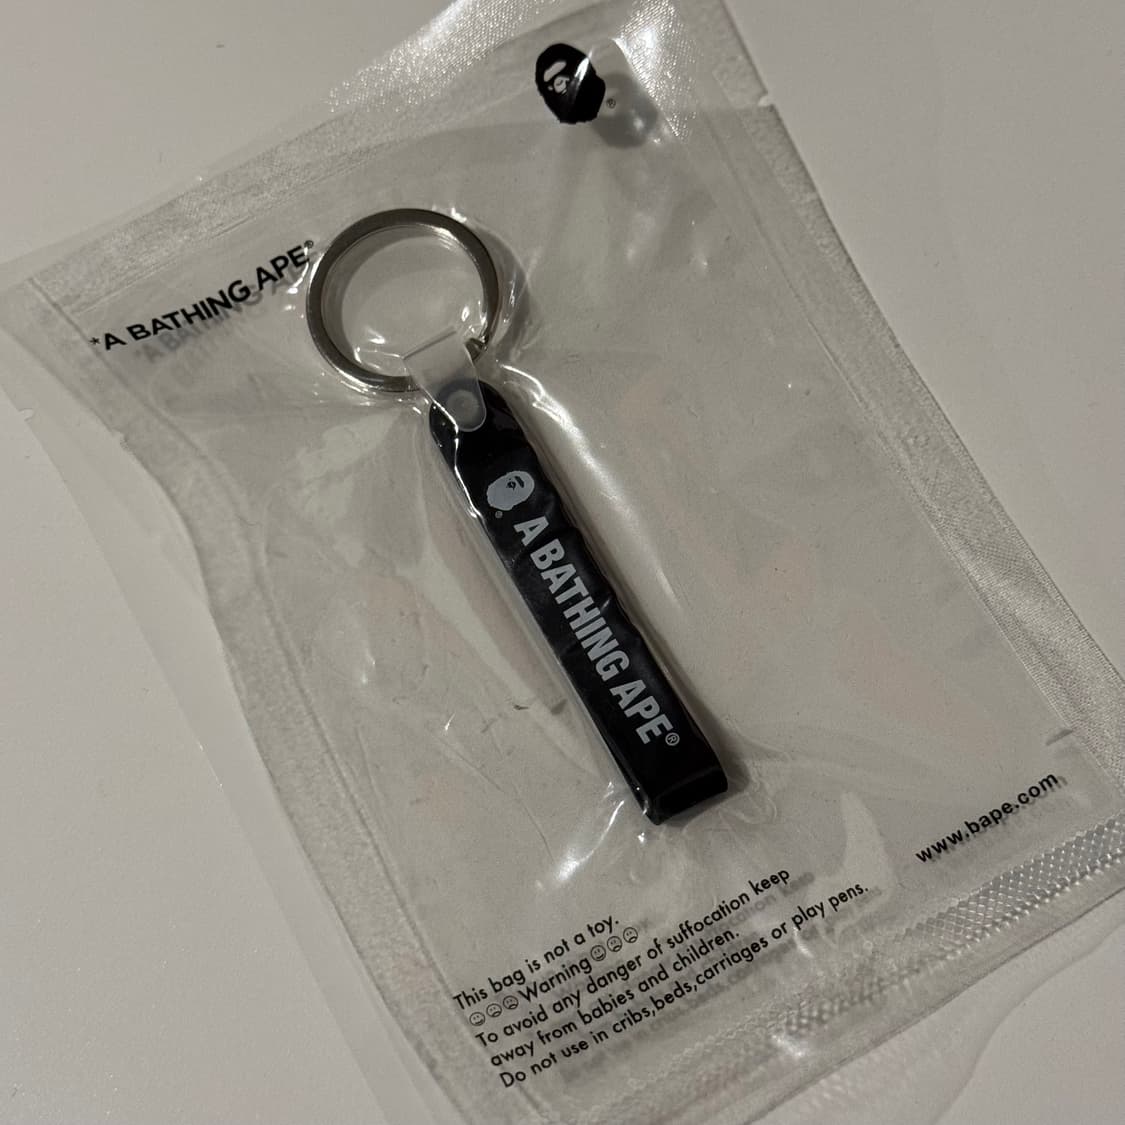 *A BATHING APE®
®
®
A BATHING APE®
www.bape.com
This bag is not a toy.
Warning
To avoid any danger of suffocation keep
away from babies and children.
Do not use in cribs,beds,carriages or play pens.